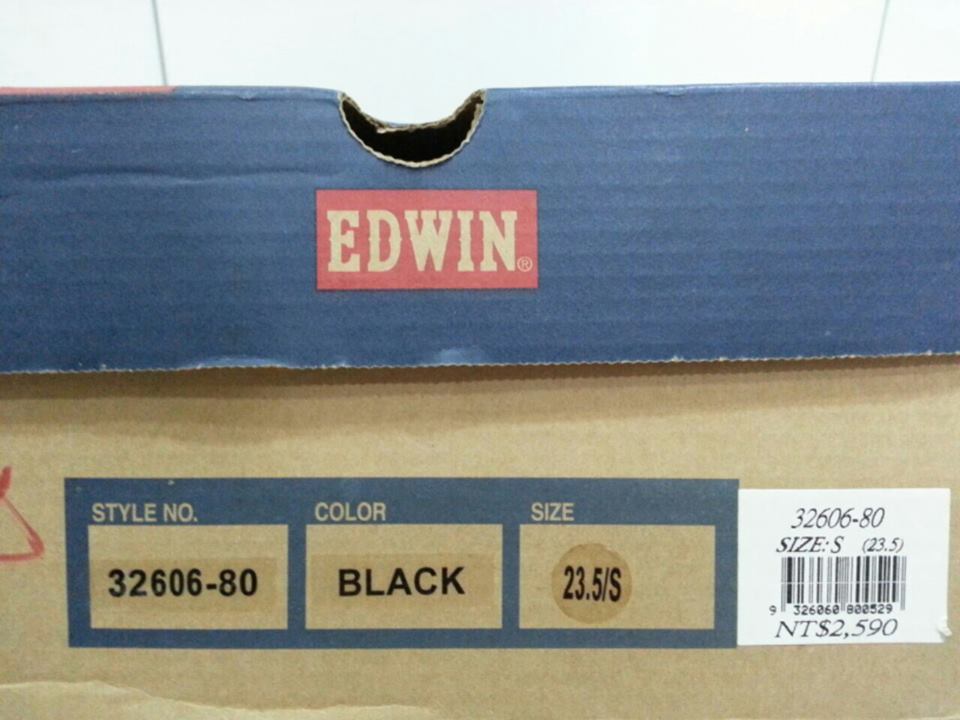 EDWIN®
STYLE NO.
COLOR
SIZE
32606-80
BLACK
23.5/S
32606-80
SIZE:S (23.5)
9 326060 800529
NT$2,590